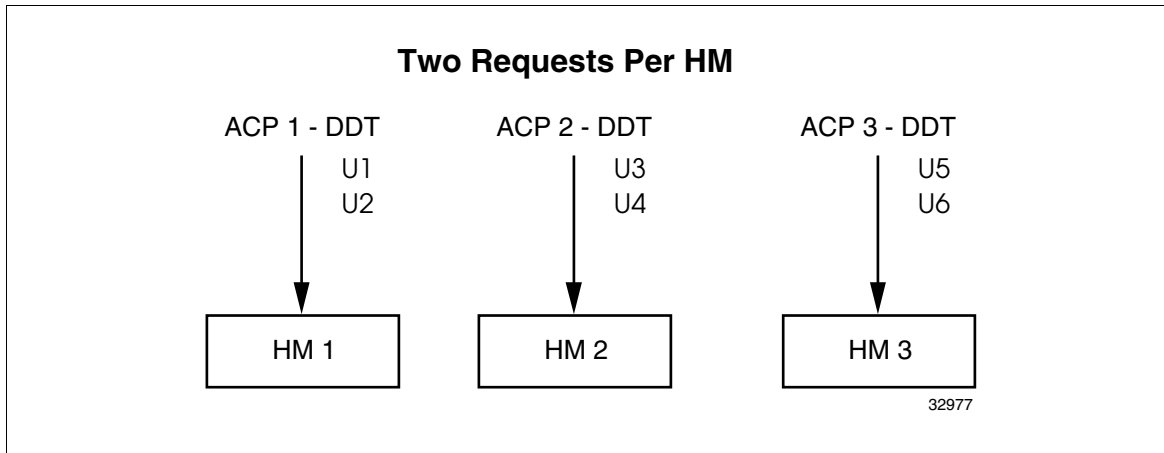 Two Requests Per HM
ACP 1 - DDT ACP 2 - DDT ACP 3 - DDT
U1 U3 U5
U2 U4 U6
HM 1 HM 2 HM 3
32977